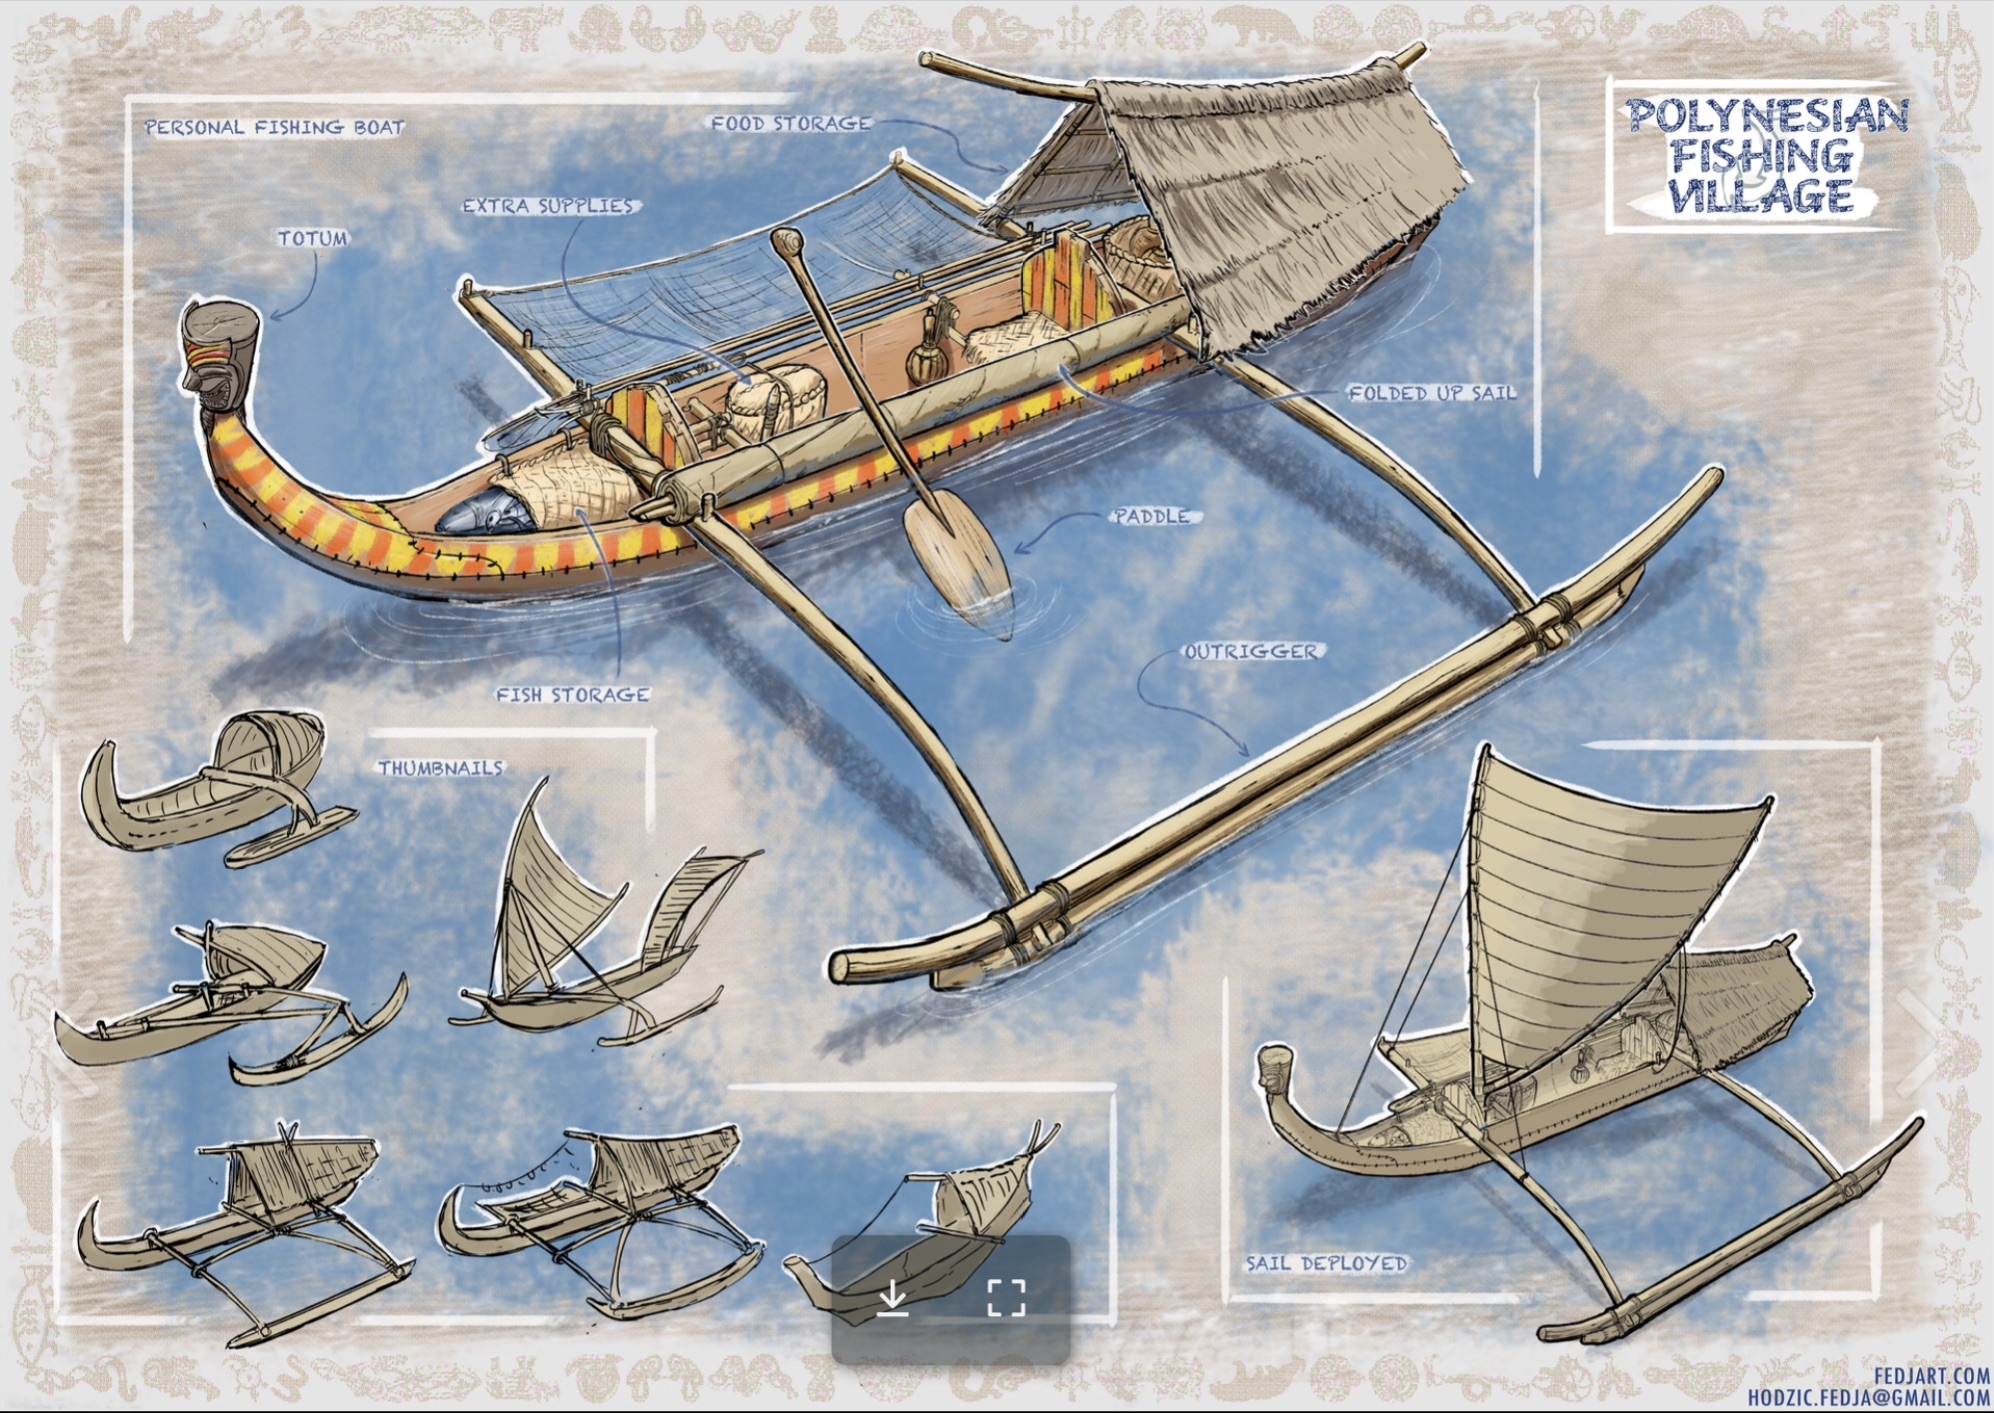 POLYNESIAN
FISHING
VILLAGE
PERSONAL FISHING BOAT
FOOD STORAGE
EXTRA SUPPLIES
TOTUM
FOLDED UP SAIL
PADDLE
OUTRIGGER
FISH STORAGE
THUMBNAILS
SAIL DEPLOYED
FEDJART.COM
HODZIC.FEDJA@GMAIL.COM